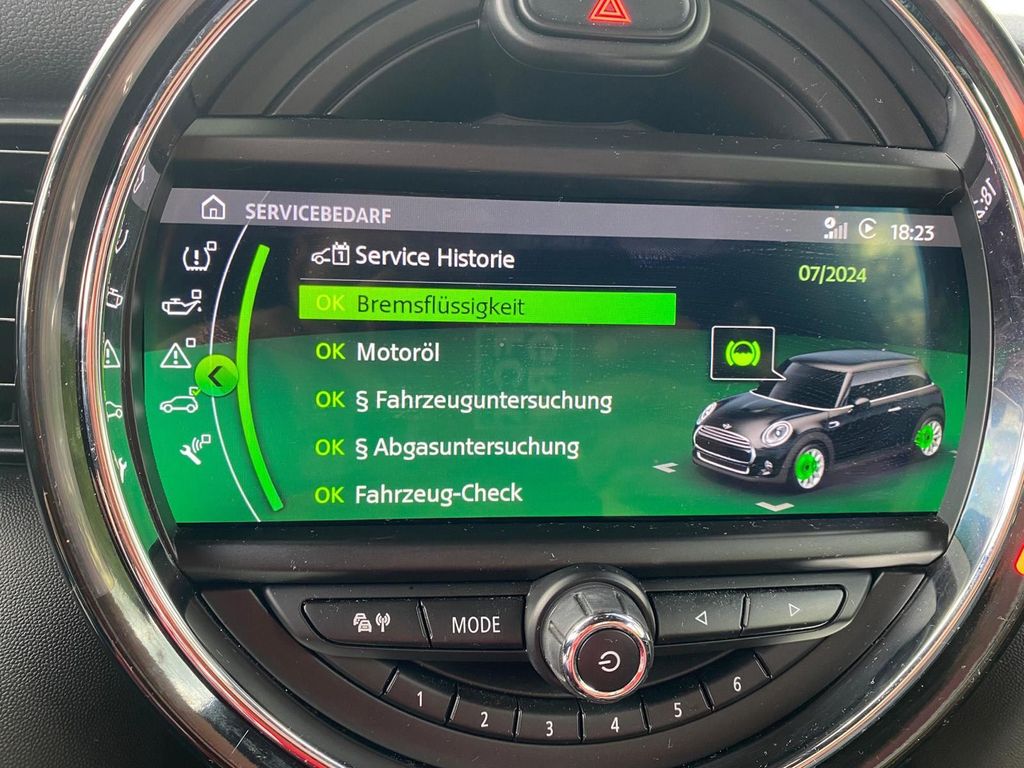 SERVICEBEDARF
18:23
Service Historie
07/2024
OK Bremsflüssigkeit
OK Motoröl
OK § Fahrzeuguntersuchung
OK § Abgasuntersuchung
OK Fahrzeug-Check
MODE
1 2 3 4 5 6